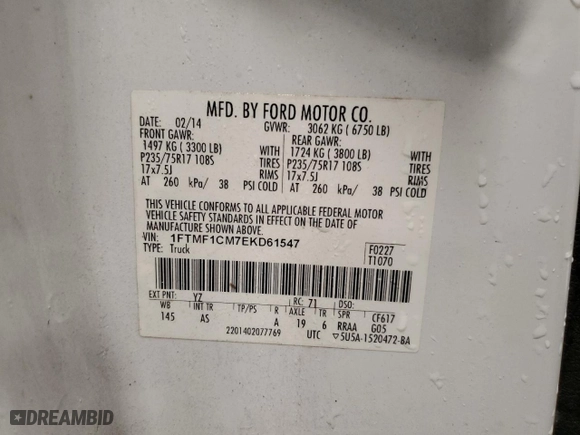 MFD. BY FORD MOTOR CO.
DATE: 02/14 GVWR: 3062 KG ( 6750 LB)
FRONT GAWR: REAR GAWR:
1497 KG ( 3300 LB) WITH 1724 KG ( 3800 LB) WITH
P235/75R17 108S TIRES P235/75R17 108S TIRES
17x7.5J RIMS 17x7.5J RIMS
AT 260 kPa/ 38 PSI COLD AT 260 kPa/ 38 PSI COLD
THIS VEHICLE CONFORMS TO ALL APPLICABLE FEDERAL MOTOR
VEHICLE SAFETY STANDARDS IN EFFECT ON THE DATE OF
MANUFACTURE SHOWN ABOVE.
VIN: 1FTMF1CM7EKD61547 F0227
TYPE: Truck T1070
EXT PNT: YZ RC: 71 DSO:
WB INT TR TP/PS R AXLE TR SPR CF617
145 AS A 19 6 RRAA G05
2201402077769 UTC ▽5U5A-1520472-BA
DREAMBID